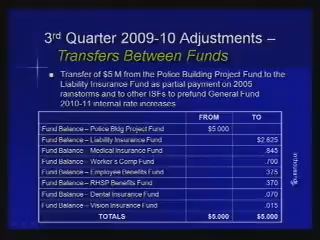 3rd Quarter 2009-10 Adjustments –
Transfers Between Funds
Transfer of $5 M from the Police Building Project Fund to the
Liability Insurance Fund as partial payment on 2005
rainstorms and to other ISFs to prefund General Fund
2010-11 internal rate increases
FROM TO
Fund Balance – Police Bldg Project Fund $5.000
Fund Balance – Liability Insurance Fund $2.625
Fund Balance - Medical Insurance Fund .845
Fund Balance – Worker's Comp Fund .700
Fund Balance – Employee Benefits Fund .375
Fund Balance – RHSP Benefits Fund .370
Fund Balance – Dental Insurance Fund .070
Fund Balance – Vision Insurance Fund .015
TOTALS $5.000 $5.000